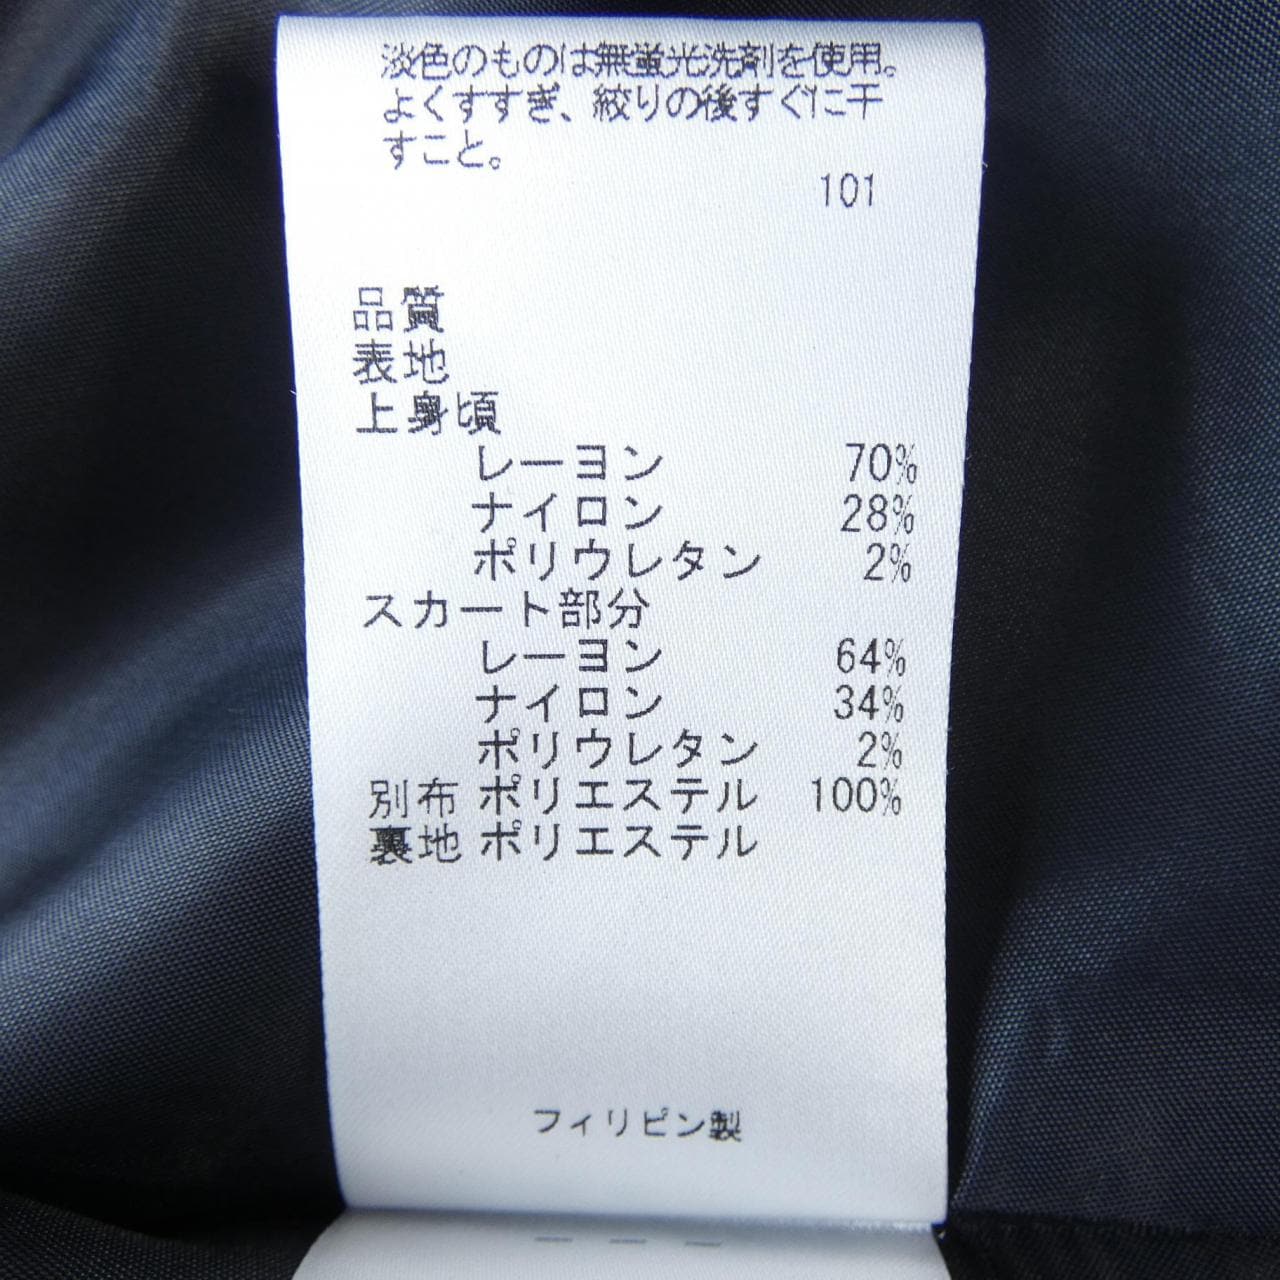 淡色のものは無蛍光洗剤を使用。
よくすすぎ、絞りの後すぐに干
すこと。
101
品質
表地
上身頃
レーヨン 70%
ナイロン 28%
ポリウレタン 2%
スカート部分
レーヨン 64%
ナイロン 34%
ポリウレタン 2%
別布 ポリエステル 100%
裏地 ポリエステル
フィリピン製